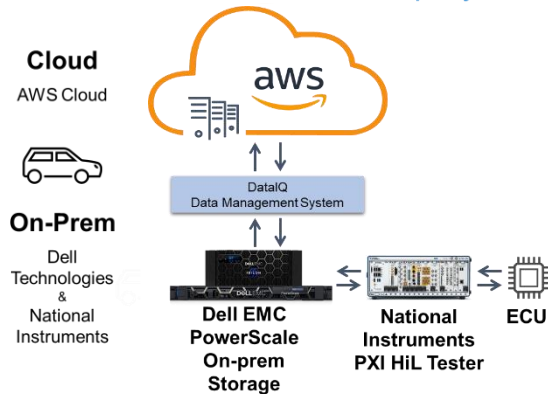 Cloud
AWS Cloud
aws
DataIQ
Data Management System
On-Prem
Dell
Technologies
&
National
Instruments
DELL EMC
Dell EMC
PowerScale
On-prem
Storage
National
Instruments
PXI HiL Tester
ECU